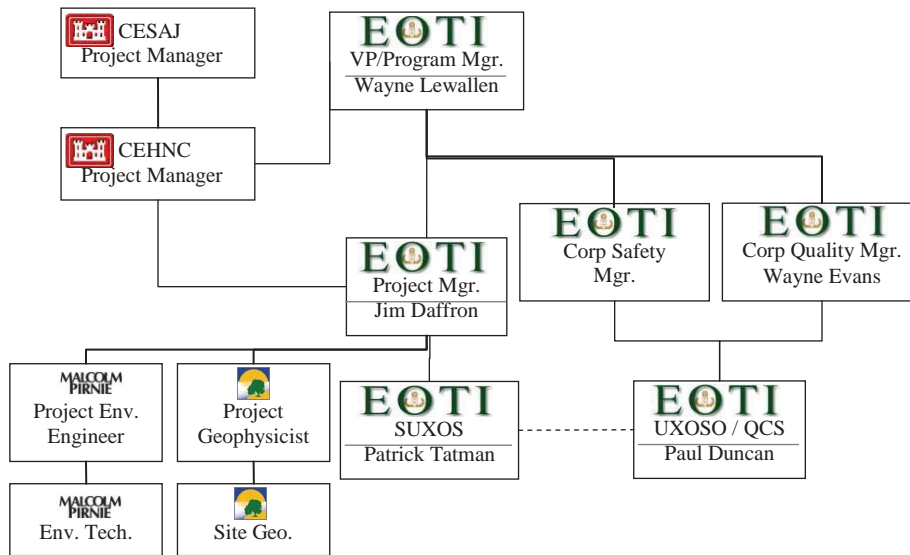 CESAJ
Project Manager
EOTI
VP/Program Mgr.
Wayne Lewallen
CEHNC
Project Manager
EOTI
Project Mgr.
Jim Daffron
EOTI
Corp Safety
Mgr.
EOTI
Corp Quality Mgr.
Wayne Evans
MALCOLM
PIRNIE
Project Env.
Engineer
Project
Geophysicist
EOTI
SUXOS
Patrick Tatman
EOTI
UXOSO / QCS
Paul Duncan
MALCOLM
PIRNIE
Env. Tech.
Site Geo.